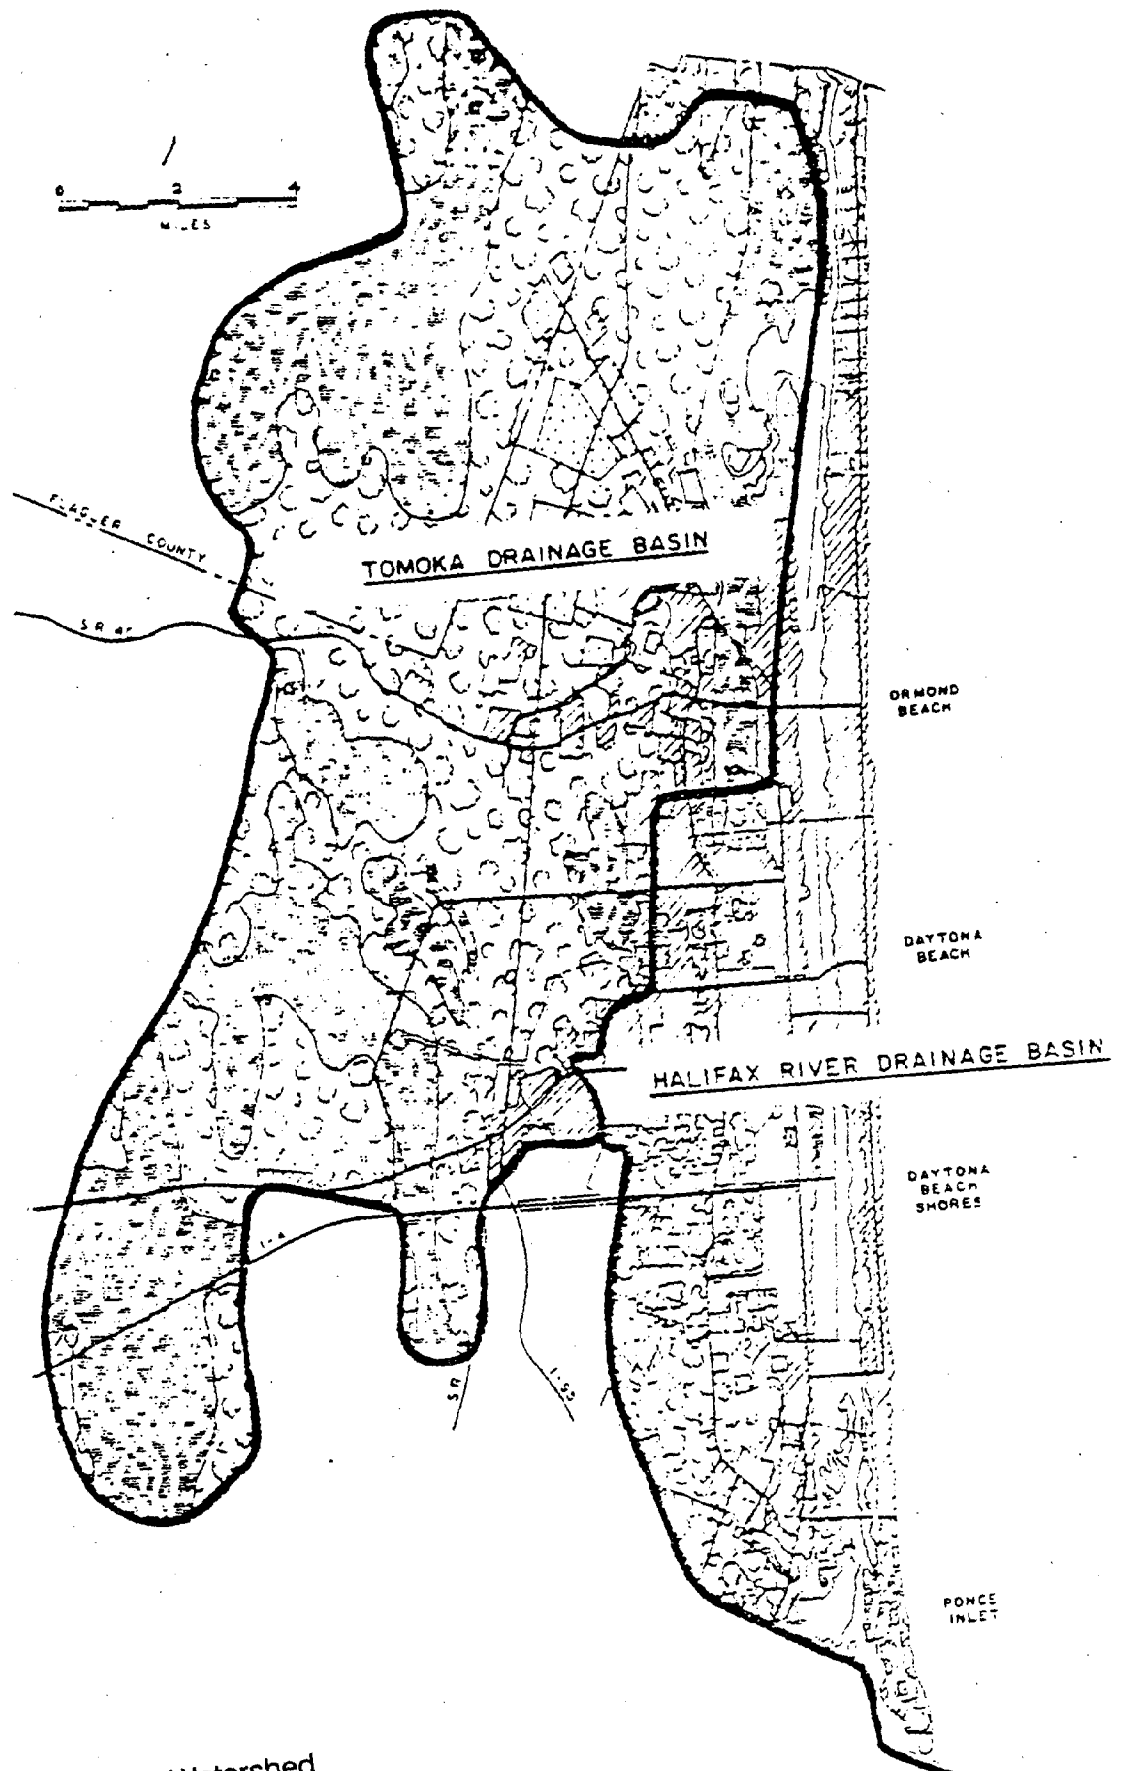 0 2 4
MILES
FLAGLER COUNTY
TOMOKA DRAINAGE BASIN
S.R. 40
ORMOND
BEACH
DAYTONA
BEACH
HALIFAX RIVER DRAINAGE BASIN
DAYTONA
BEACH
SHORES
I-4
SR
I-95
PONCE
INLET
Watershed